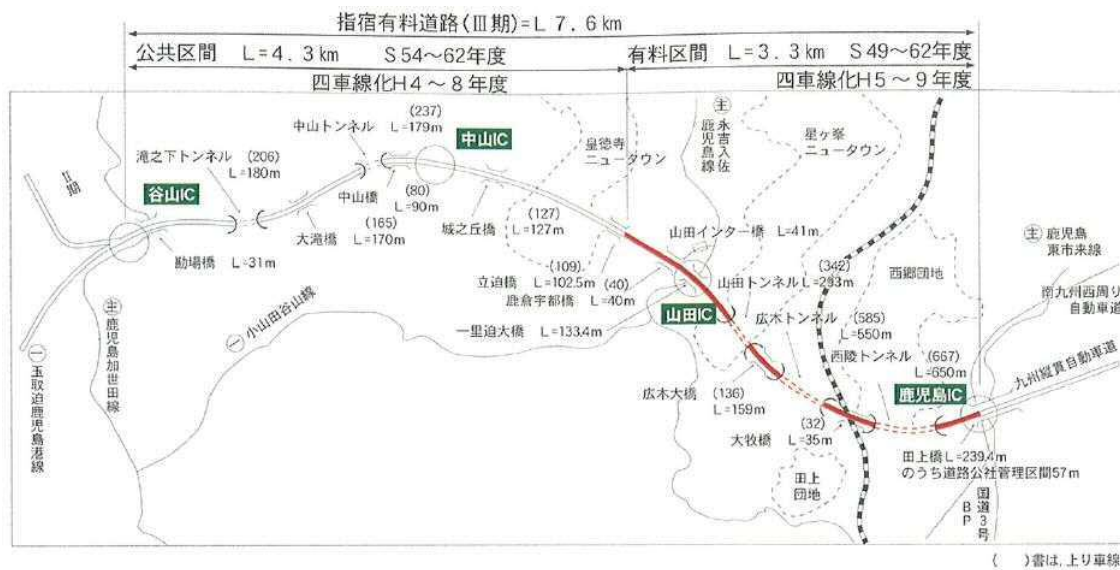 指宿有料道路(Ⅲ期)=L 7.6km
公共区間 L=4.3km S54～62年度
有料区間 L=3.3km S49～62年度
四車線化H4～8年度
四車線化H5～9年度
(237)
中山トンネル L=179m
中山IC
滝之下トンネル (206)
L=180m
Ⅱ期
谷山IC
勘場橋 L=31m
大滝橋
(165)
L=170m
中山橋
(80)
L=90m
城之丘橋
(127)
L=127m
皇徳寺
ニュータウン
主
永吉入佐
鹿児島線
星ヶ峯
ニュータウン
山田インター橋 L=41m
立迫橋
(109)
L=102.5m
鹿倉宇都橋
(40)
L=40m
一里迫大橋 L=133.4m
山田IC
(342)
山田トンネル L=293m
広木トンネル
(585)
L=550m
西陵トンネル
(667)
L=650m
西郷団地
主 鹿児島
東市来線
南九州西周り
自動車道
九州縦貫自動車道
鹿児島IC
広木大橋
(136)
L=159m
大牧橋
(32)
L=35m
田上橋L=239.4m
のうち道路公社管理区間57m
田上
団地
国道3号
BP
一 小山田谷山線
主 鹿児島加世田線
一 玉取迫鹿児島港線
( )書は、上り車線